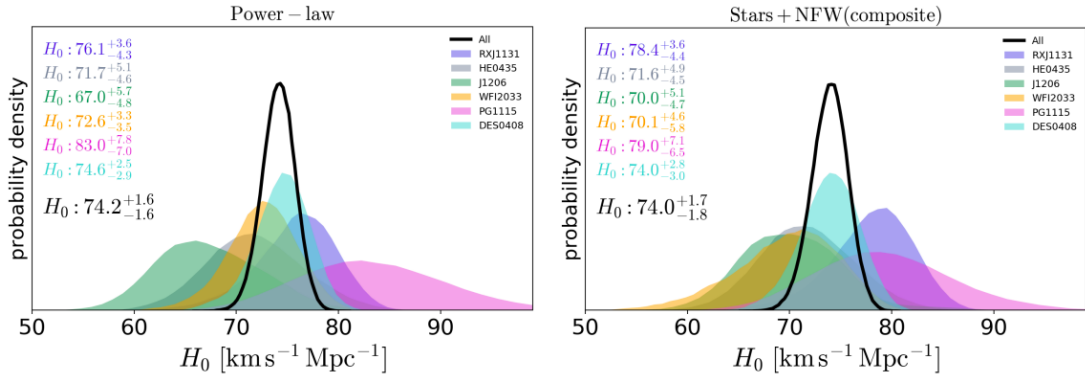 Power – law
H₀ : 76.1 +3.6 −4.3
H₀ : 71.7 +5.1 −4.6
H₀ : 67.0 +5.7 −4.8
H₀ : 72.6 +3.3 −3.5
H₀ : 83.0 +7.8 −7.0
H₀ : 74.6 +2.5 −2.9
H₀ : 74.2 +1.6 −1.6
All
RXJ1131
HE0435
J1206
WFI2033
PG1115
DES0408
probability density
50 60 70 80 90
H₀ [km s⁻¹ Mpc⁻¹]
Stars + NFW(composite)
H₀ : 78.4 +3.6 −4.4
H₀ : 71.6 +4.9 −4.5
H₀ : 70.0 +5.1 −4.7
H₀ : 70.1 +4.6 −5.8
H₀ : 79.0 +7.1 −6.5
H₀ : 74.0 +2.8 −3.0
H₀ : 74.0 +1.7 −1.8
All
RXJ1131
HE0435
J1206
WFI2033
PG1115
DES0408
probability density
50 60 70 80 90
H₀ [km s⁻¹ Mpc⁻¹]